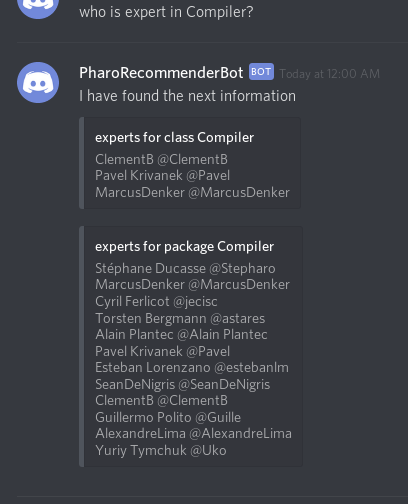 who is expert in Compiler?
PharoRecommenderBot BOT Today at 12:00 AM
I have found the next information
experts for class Compiler
ClementB @ClementB
Pavel Krivanek @Pavel
MarcusDenker @MarcusDenker
experts for package Compiler
Stéphane Ducasse @Stepharo
MarcusDenker @MarcusDenker
Cyril Ferlicot @jecisc
Torsten Bergmann @astares
Alain Plantec @Alain Plantec
Pavel Krivanek @Pavel
Esteban Lorenzano @estebanlm
SeanDeNigris @SeanDeNigris
ClementB @ClementB
Guillermo Polito @Guille
AlexandreLima @AlexandreLima
Yuriy Tymchuk @Uko